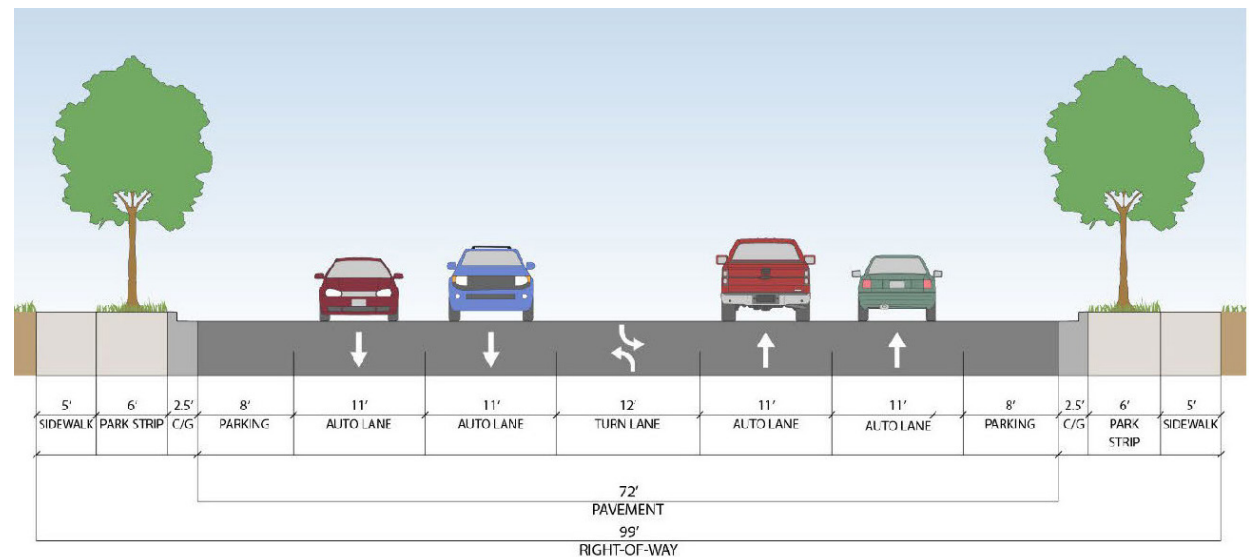 5' 6' 2.5' 8' 11' 11' 12' 11' 11' 8' 2.5' 6' 5'
SIDEWALK PARK STRIP C/G PARKING AUTO LANE AUTO LANE TURN LANE AUTO LANE AUTO LANE PARKING C/G PARK STRIP SIDEWALK
72'
PAVEMENT
99'
RIGHT-OF-WAY